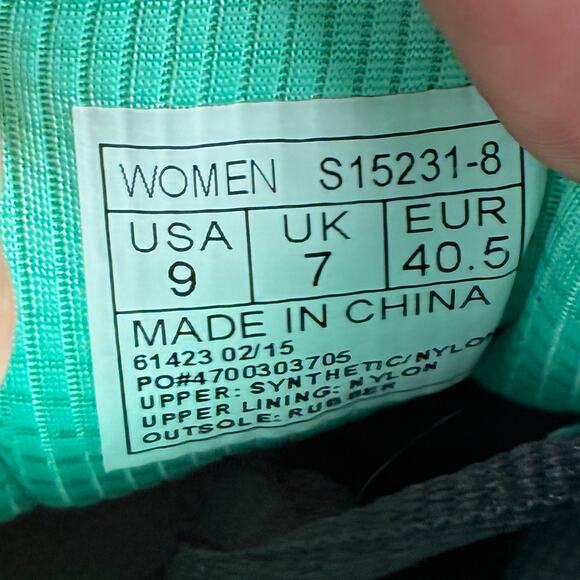 WOMEN S15231-8
USA UK EUR
9 7 40.5
MADE IN CHINA
61423 02/15
PO#4700303705
UPPER: SYNTHETIC/NYLON
UPPER LINING: NYLON
OUTSOLE: RUBBER